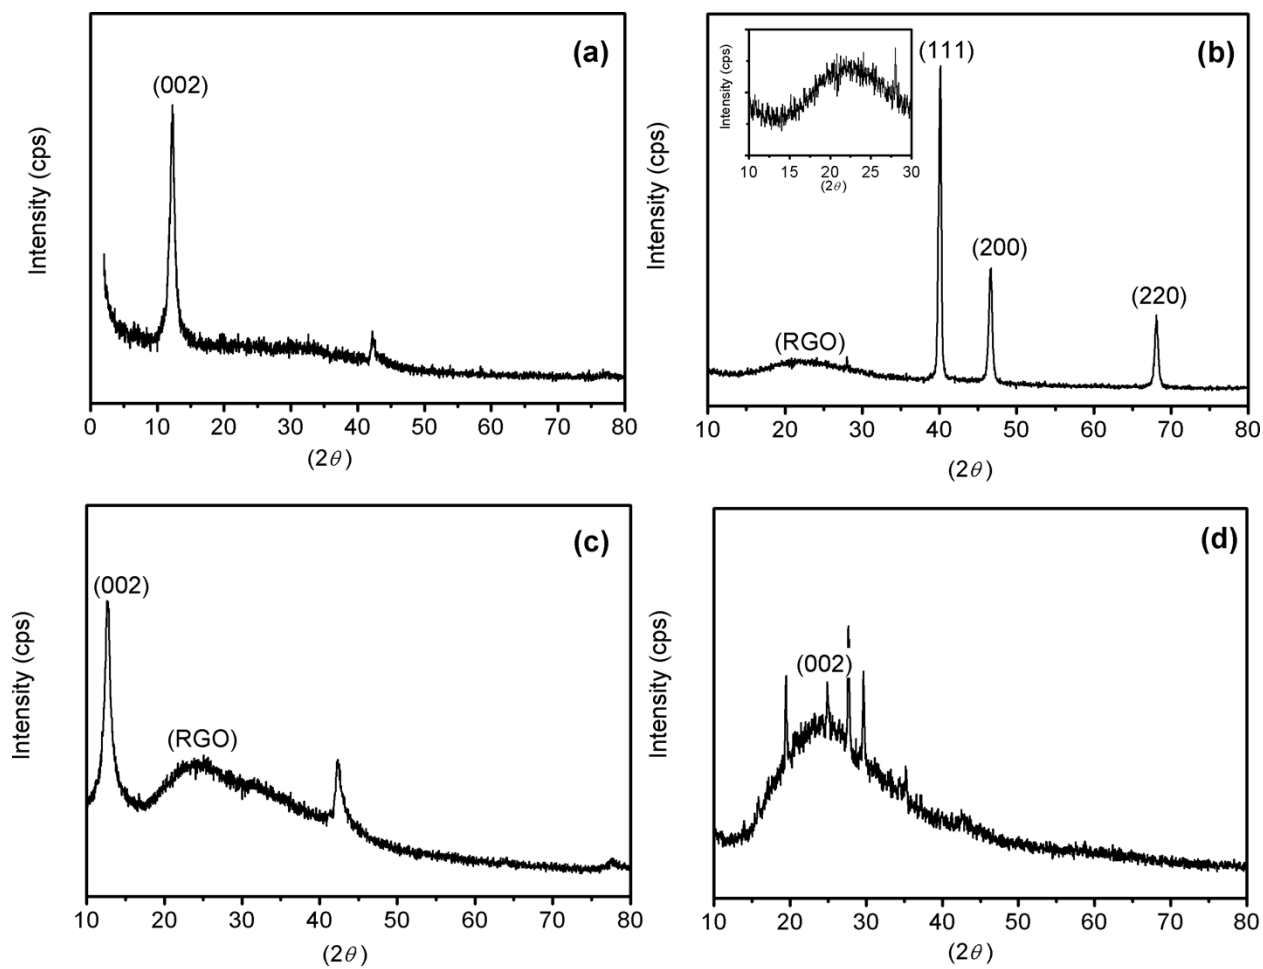 (a)
(002)
Intensity (cps)
0 10 20 30 40 50 60 70 80
(2θ)
(b)
(111)
(200)
(220)
(RGO)
Intensity (cps)
10 20 30 40 50 60 70 80
(2θ)
Intensity (cps)
10 15 20 25 30
(2θ)
(c)
(002)
(RGO)
Intensity (cps)
10 20 30 40 50 60 70 80
(2θ)
(d)
(002)
Intensity (cps)
10 20 30 40 50 60 70 80
(2θ)